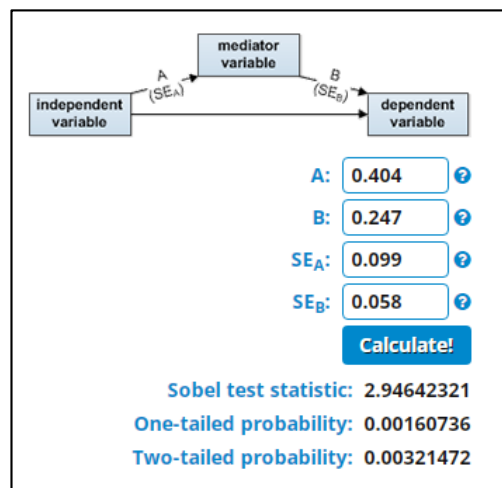 mediator
variable
A
(SEA)
B
(SEB)
independent
variable
dependent
variable
A: 0.404 ?
B: 0.247 ?
SEA: 0.099 ?
SEB: 0.058 ?
Calculate!
Sobel test statistic: 2.94642321
One-tailed probability: 0.00160736
Two-tailed probability: 0.00321472